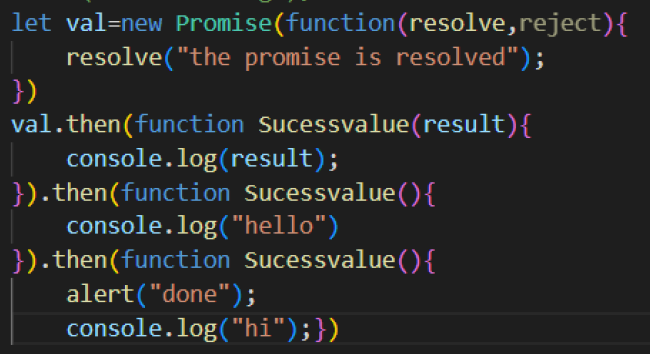 let val=new Promise(function(resolve,reject){
    resolve("the promise is resolved");
})
val.then(function Sucessvalue(result){
    console.log(result);
}).then(function Sucessvalue(){
    console.log("hello")
}).then(function Sucessvalue(){
    alert("done");
    console.log("hi");})